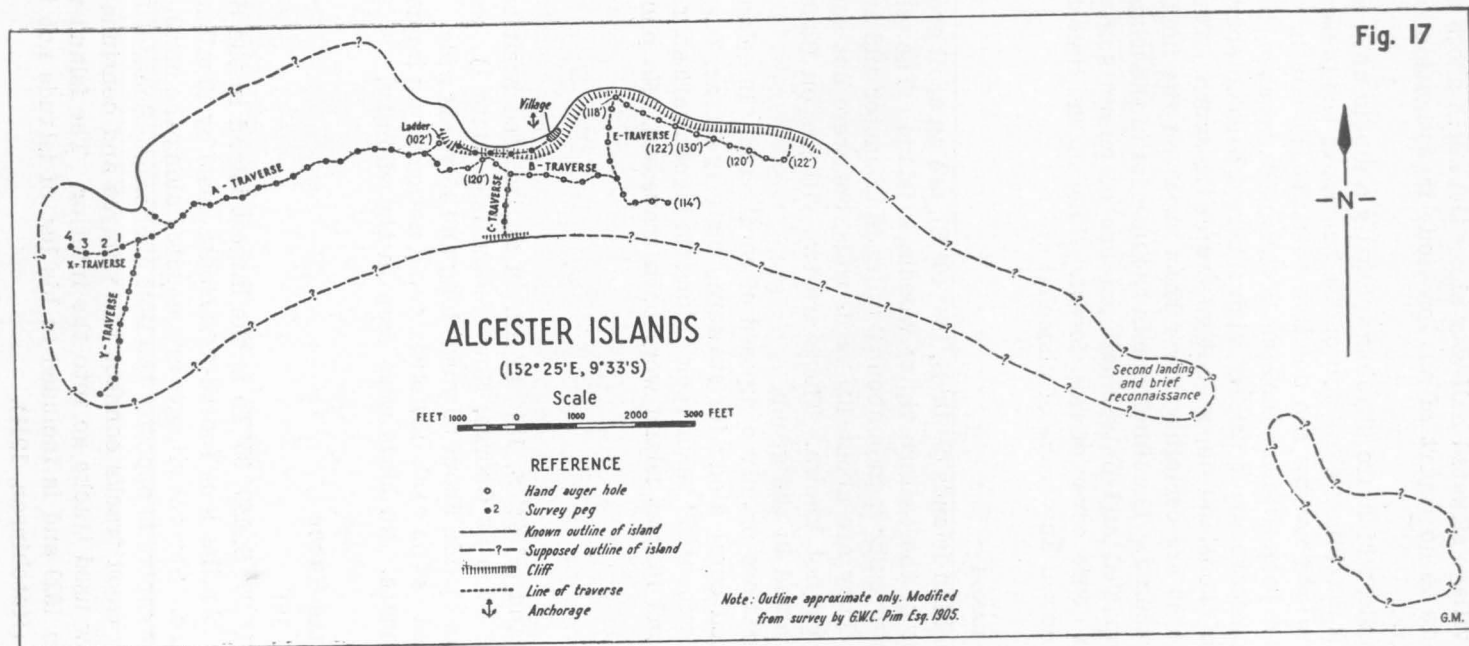 Fig. 17
Village
Ladder
(102')
(118')
E-TRAVERSE
(122')
(130')
(120')
(122')
A-TRAVERSE
(120')
B-TRAVERSE
C-TRAVERSE
(114')
N
4 3 2 1
X-TRAVERSE
Y-TRAVERSE
ALCESTER ISLANDS
(152° 25'E, 9°33'S)
Scale
FEET 1000 0 1000 2000 3000 FEET
Second landing
and brief
reconnaissance
REFERENCE
Hand auger hole
2 Survey peg
Known outline of island
? Supposed outline of island
Cliff
Line of traverse
Anchorage
Note: Outline approximate only. Modified
from survey by G.W.C. Pim Esq. 1905.
G.M.